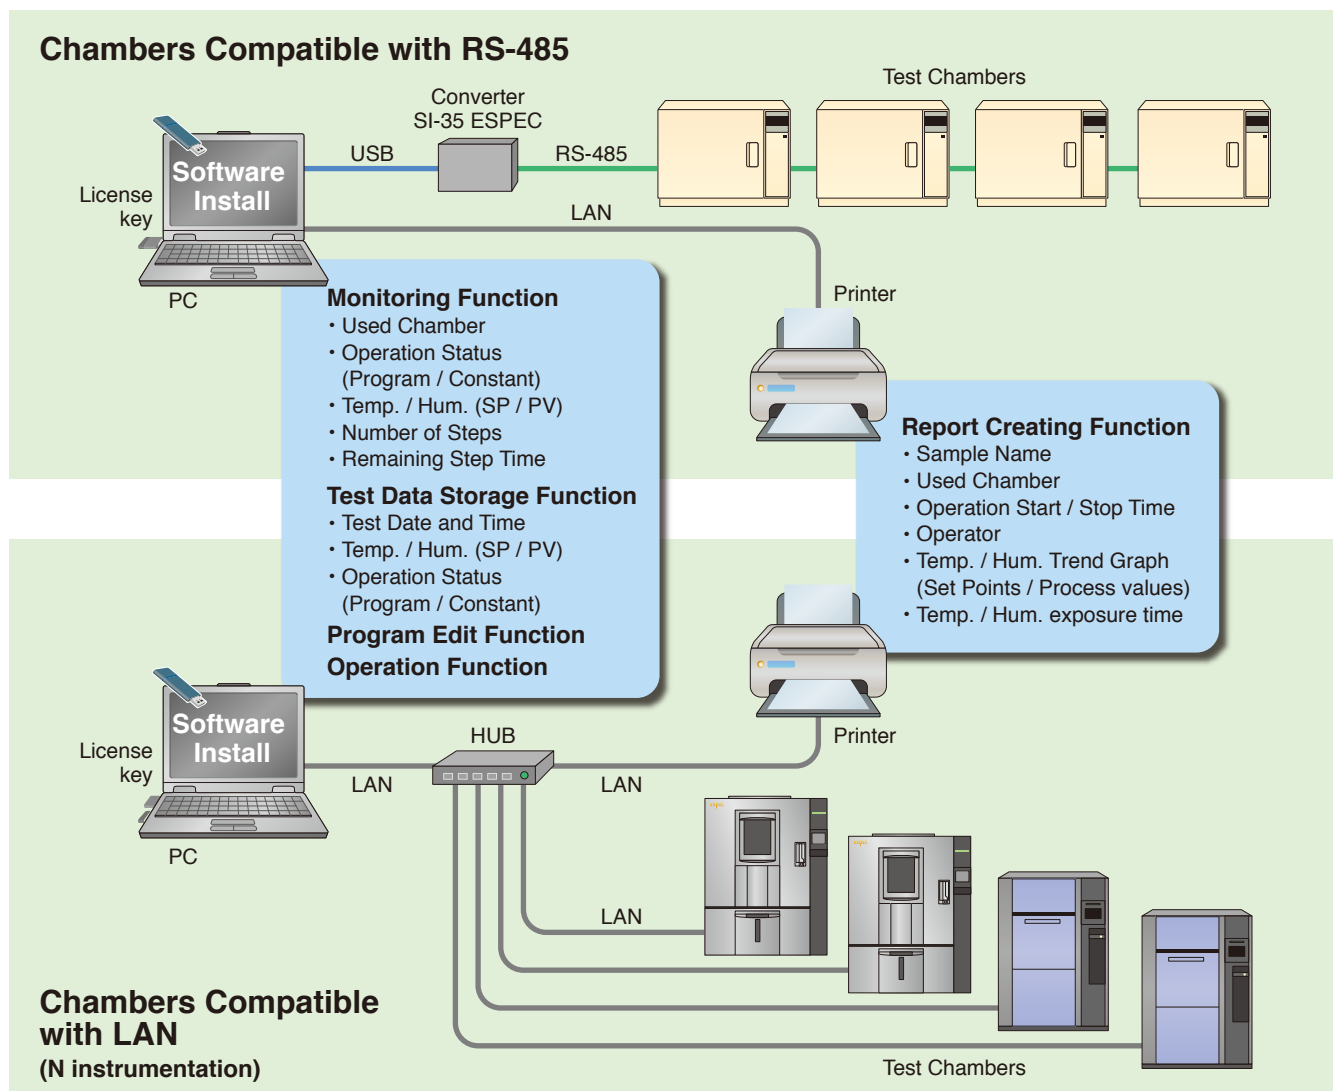 Chambers Compatible with RS-485
Test Chambers
Converter
SI-35 ESPEC
USB
RS-485
Software
Install
License
key
LAN
PC
Printer
Monitoring Function
・Used Chamber
・Operation Status
(Program / Constant)
・Temp. / Hum. (SP / PV)
・Number of Steps
・Remaining Step Time
Test Data Storage Function
・Test Date and Time
・Temp. / Hum. (SP / PV)
・Operation Status
(Program / Constant)
Program Edit Function
Operation Function
Report Creating Function
・Sample Name
・Used Chamber
・Operation Start / Stop Time
・Operator
・Temp. / Hum. Trend Graph
(Set Points / Process values)
・Temp. / Hum. exposure time
Software
Install
License
key
PC
LAN
HUB
LAN
Printer
LAN
Chambers Compatible
with LAN
(N instrumentation)
Test Chambers